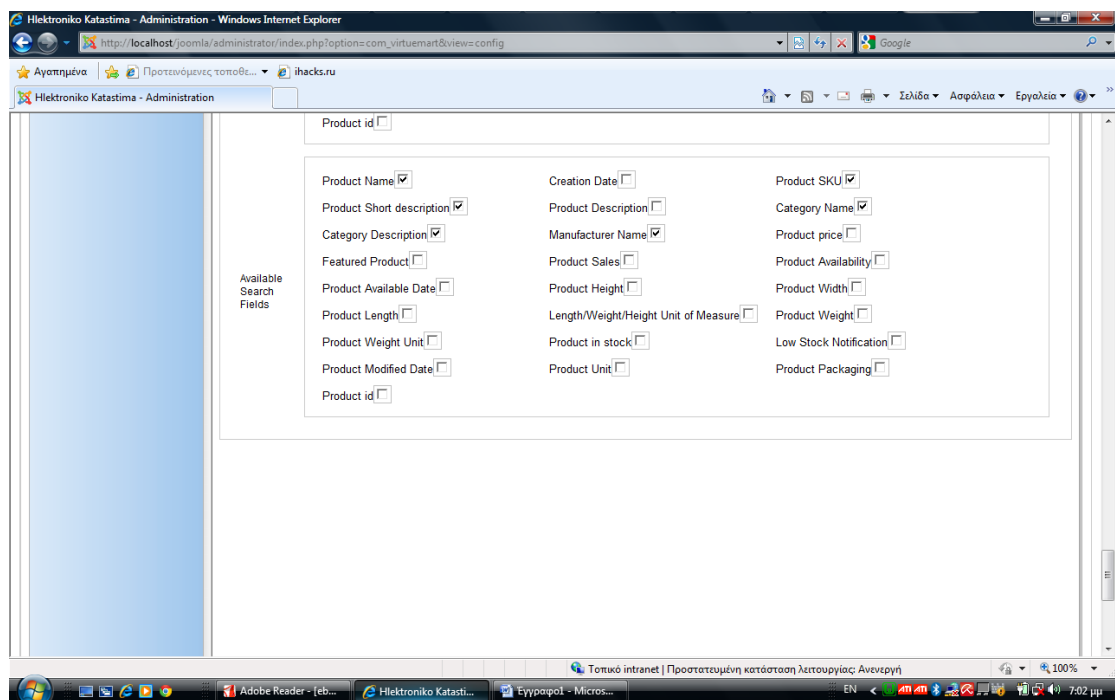 Hlektroniko Katastima - Administration - Windows Internet Explorer
http://localhost/joomla/administrator/index.php?option=com_virtuemart&view=config
Google
Αγαπημένα
Προτεινόμενες τοποθε...
ihacks.ru
Hlektroniko Katastima - Administration
Σελίδα
Ασφάλεια
Εργαλεία
Product id
Available Search Fields
Product Name
Creation Date
Product SKU
Product Short description
Product Description
Category Name
Category Description
Manufacturer Name
Product price
Featured Product
Product Sales
Product Availability
Product Available Date
Product Height
Product Width
Product Length
Length/Weight/Height Unit of Measure
Product Weight
Product Weight Unit
Product in stock
Low Stock Notification
Product Modified Date
Product Unit
Product Packaging
Product id
Τοπικό intranet | Προστατευμένη κατάσταση λειτουργίας: Ανενεργή
100%
Adobe Reader - [eb...
Hlektroniko Katasti...
Έγγραφο1 - Micros...
EN
7:02 μμ